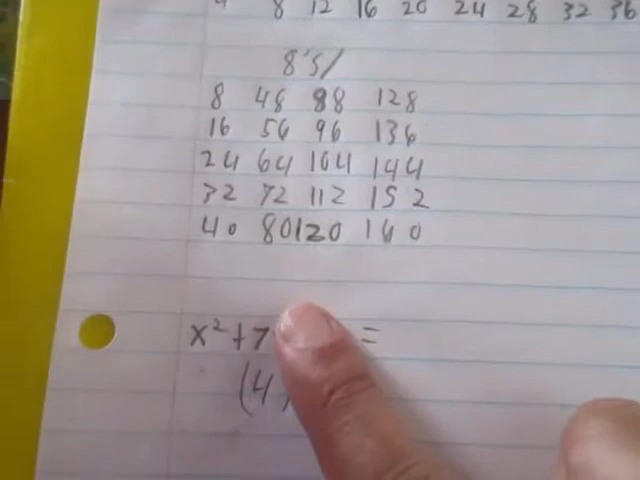 8 12 16 20 24 28 32 36
8's/
8 48 88 128
16 56 96 136
24 64 104 144
32 72 112 152
40 80 120 160
x²+7 =
(4